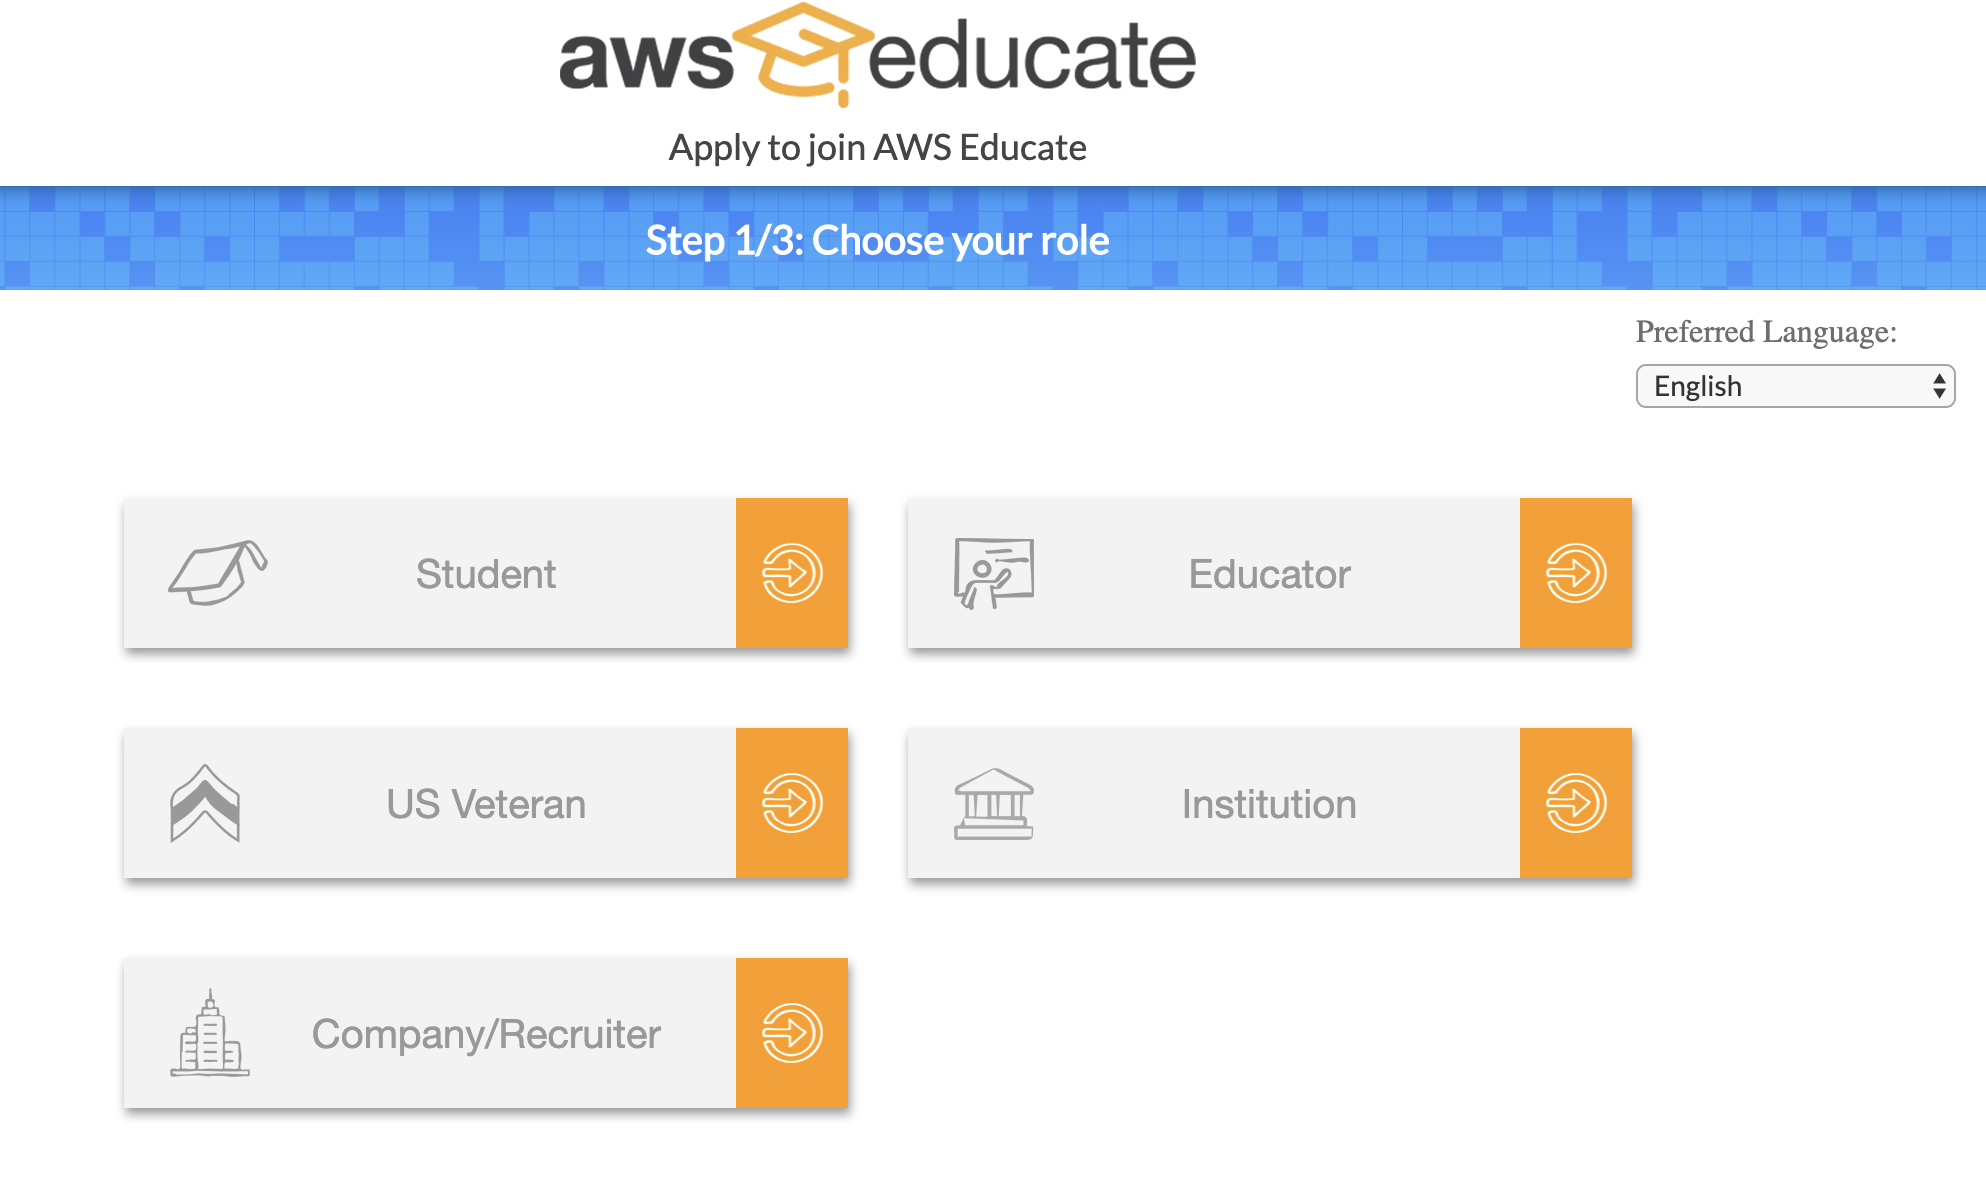 aws educate
Apply to join AWS Educate
Step 1/3: Choose your role
Preferred Language:
English
Student
Educator
US Veteran
Institution
Company/Recruiter